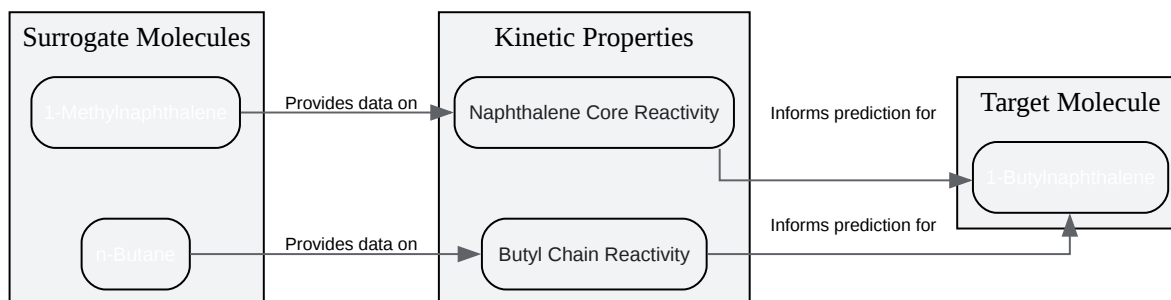 Surrogate Molecules
Kinetic Properties
Target Molecule
1-Methylnaphthalene
Provides data on
Naphthalene Core Reactivity
Informs prediction for
1-Butylnaphthalene
n-Butane
Provides data on
Butyl Chain Reactivity
Informs prediction for